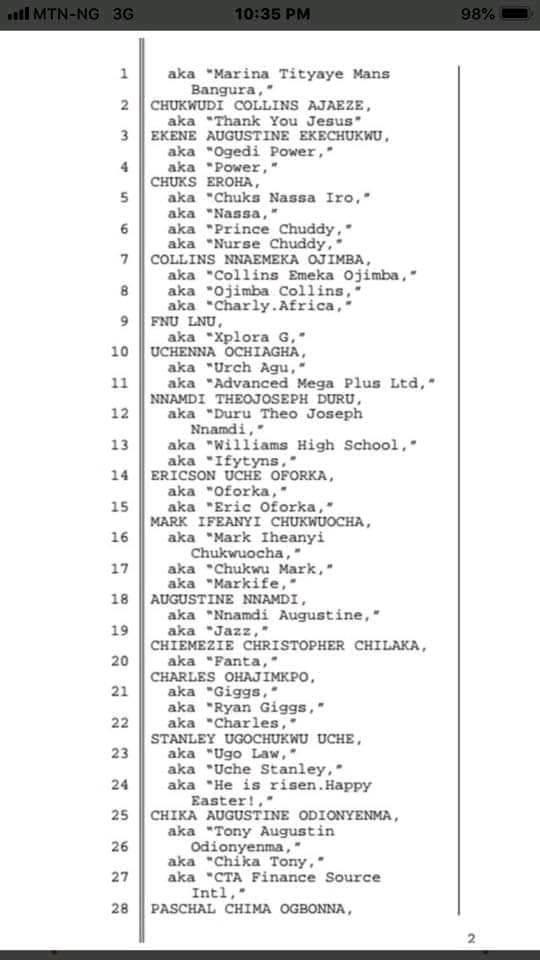 MTN-NG 3G 10:35 PM 98%
1 aka "Marina Tityaye Mans
Bangura,"
2 CHUKWUDI COLLINS AJAEZE,
aka "Thank You Jesus"
3 EKENE AUGUSTINE EKECHUKWU,
aka "Ogedi Power,"
4 aka "Power,"
CHUKS EROHA,
5 aka "Chuks Nassa Iro,"
aka "Nassa,"
6 aka "Prince Chuddy,"
aka "Nurse Chuddy,"
7 COLLINS NNAEMEKA OJIMBA,
aka "Collins Emeka Ojimba,"
8 aka "Ojimba Collins,"
aka "Charly.Africa,"
9 FNU LNU,
aka "Xplora G,"
10 UCHENNA OCHIAGHA,
aka "Urch Agu,"
11 aka "Advanced Mega Plus Ltd,"
NNAMDI THEOJOSEPH DURU,
12 aka "Duru Theo Joseph
Nnamdi,"
13 aka "Williams High School,"
aka "Ifytyns,"
14 ERICSON UCHE OFORKA,
aka "Oforka,"
15 aka "Eric Oforka,"
MARK IFEANYI CHUKWUOCHA,
16 aka "Mark Iheanyi
Chukwuocha,"
17 aka "Chukwu Mark,"
aka "Markife,"
18 AUGUSTINE NNAMDI,
aka "Nnamdi Augustine,"
19 aka "Jazz,"
CHIEMEZIE CHRISTOPHER CHILAKA,
20 aka "Fanta,"
CHARLES OHAJIMKPO,
21 aka "Giggs,"
aka "Ryan Giggs,"
22 aka "Charles,"
STANLEY UGOCHUKWU UCHE,
23 aka "Ugo Law,"
aka "Uche Stanley,"
24 aka "He is risen.Happy
Easter!,"
25 CHIKA AUGUSTINE ODIONYENMA,
aka "Tony Augustin
26 Odionyenma,"
aka "Chika Tony,"
27 aka "CTA Finance Source
Intl,"
28 PASCHAL CHIMA OGBONNA,
2